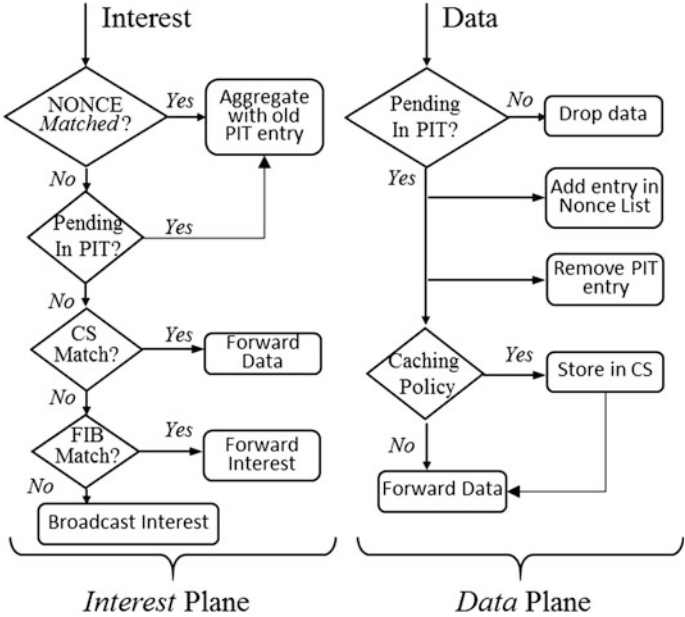 Interest
NONCE
Matched?
Yes
Aggregate
with old
PIT entry
No
Pending
In PIT?
Yes
No
CS
Match?
Yes
Forward
Data
No
FIB
Match?
Yes
Forward
Interest
No
Broadcast Interest
Interest Plane
Data
Pending
In PIT?
No
Drop data
Yes
Add entry in
Nonce List
Remove PIT
entry
Caching
Policy
Yes
Store in CS
No
Forward Data
Data Plane